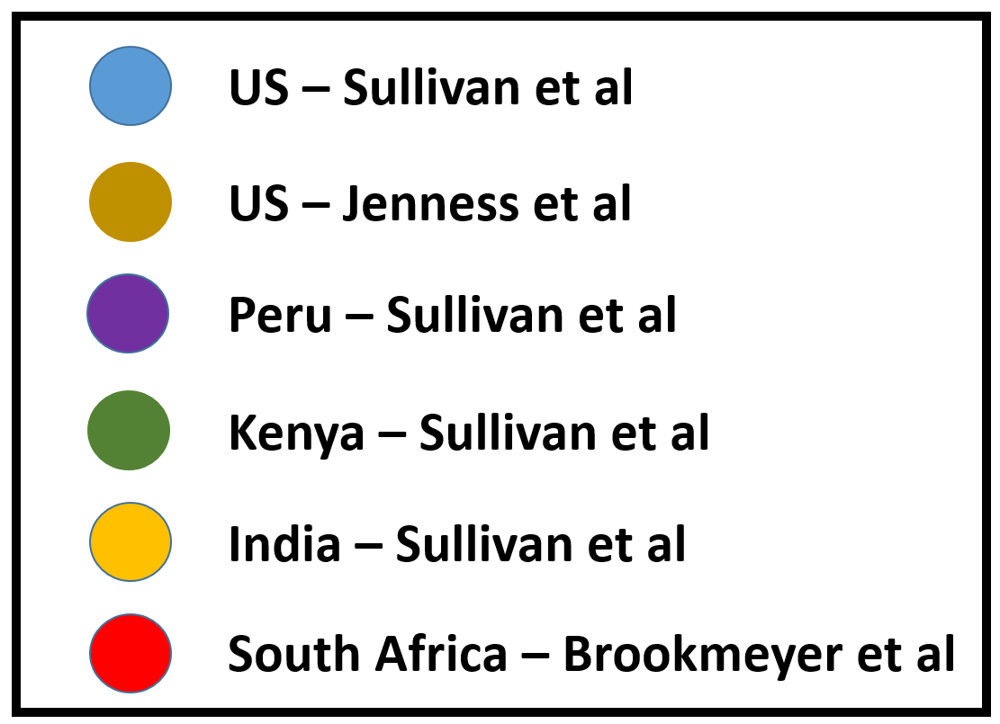 US – Sullivan et al
US – Jenness et al
Peru – Sullivan et al
Kenya – Sullivan et al
India – Sullivan et al
South Africa – Brookmeyer et al